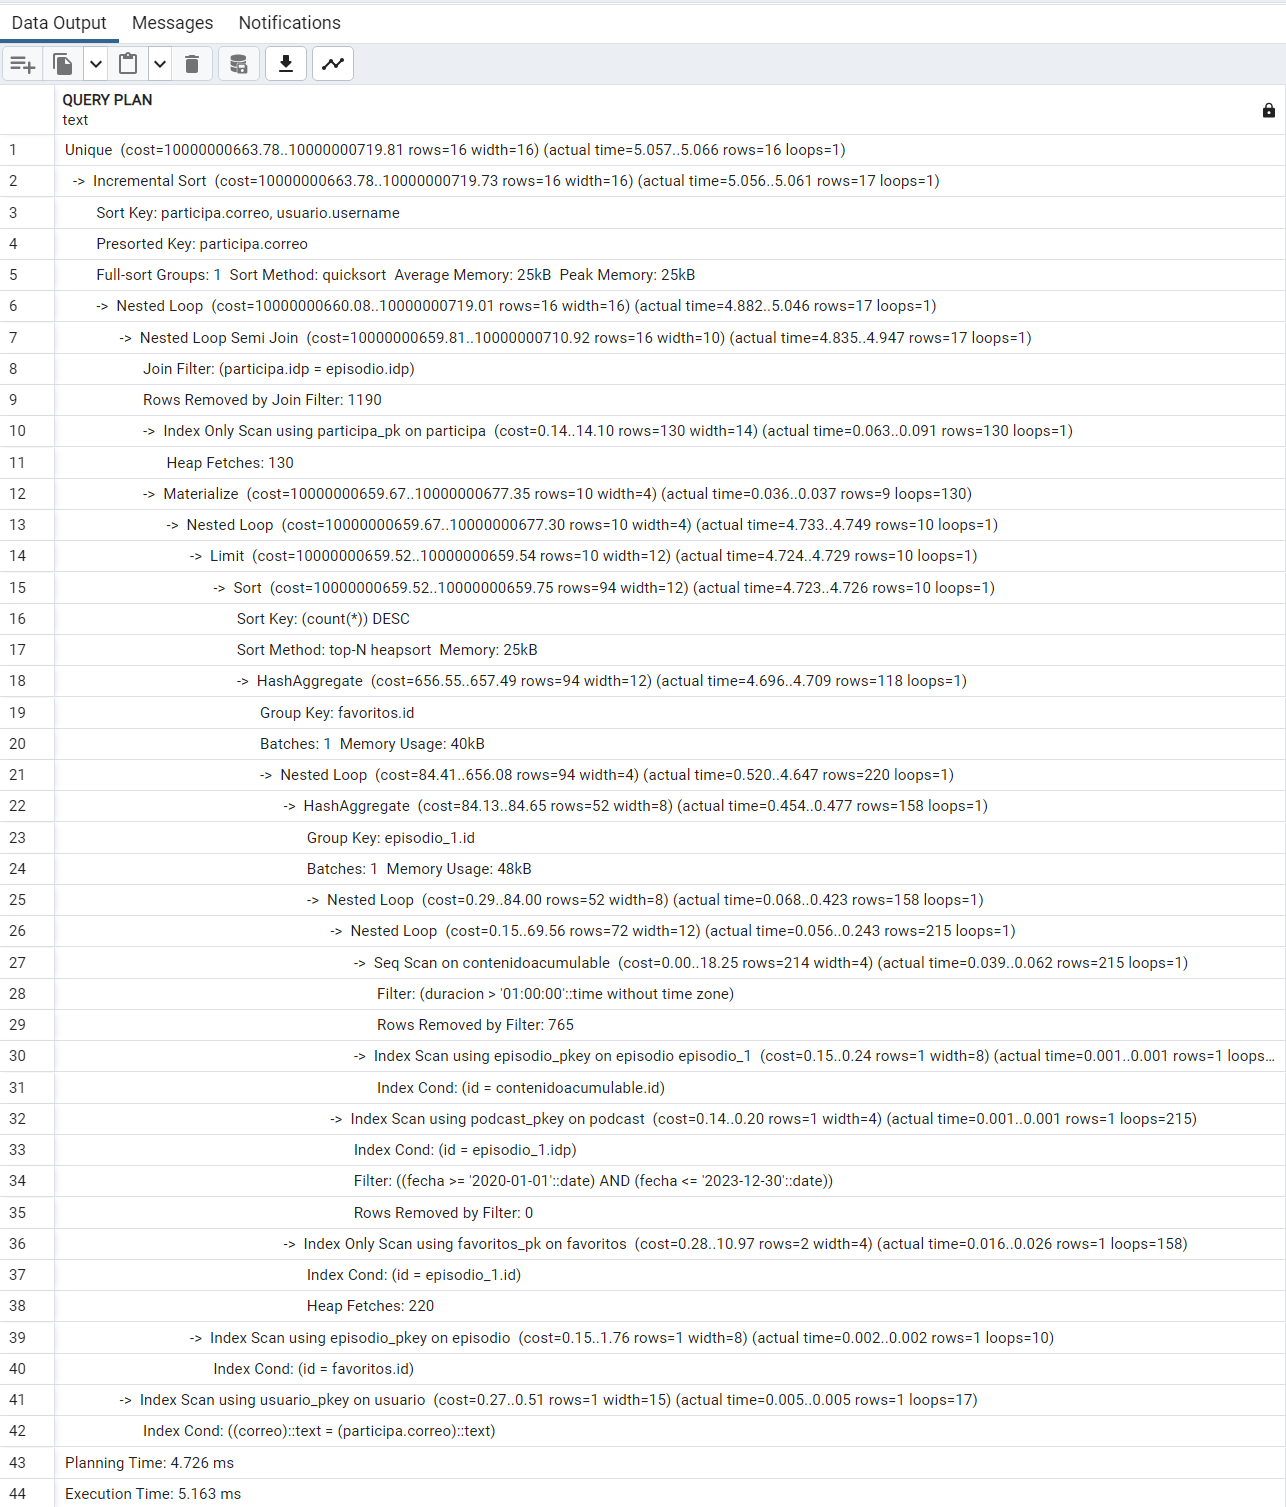 Data Output Messages Notifications
QUERY PLAN
text
1 Unique (cost=10000000663.78..10000000719.81 rows=16 width=16) (actual time=5.057..5.066 rows=16 loops=1)
2 -> Incremental Sort (cost=10000000663.78..10000000719.73 rows=16 width=16) (actual time=5.056..5.061 rows=17 loops=1)
3 Sort Key: participa.correo, usuario.username
4 Presorted Key: participa.correo
5 Full-sort Groups: 1 Sort Method: quicksort Average Memory: 25kB Peak Memory: 25kB
6 -> Nested Loop (cost=10000000660.08..10000000719.01 rows=16 width=16) (actual time=4.882..5.046 rows=17 loops=1)
7 -> Nested Loop Semi Join (cost=10000000659.81..10000000710.92 rows=16 width=10) (actual time=4.835..4.947 rows=17 loops=1)
8 Join Filter: (participa.idp = episodio.idp)
9 Rows Removed by Join Filter: 1190
10 -> Index Only Scan using participa_pk on participa (cost=0.14..14.10 rows=130 width=14) (actual time=0.063..0.091 rows=130 loops=1)
11 Heap Fetches: 130
12 -> Materialize (cost=10000000659.67..10000000677.35 rows=10 width=4) (actual time=0.036..0.037 rows=9 loops=130)
13 -> Nested Loop (cost=10000000659.67..10000000677.30 rows=10 width=4) (actual time=4.733..4.749 rows=10 loops=1)
14 -> Limit (cost=10000000659.52..10000000659.54 rows=10 width=12) (actual time=4.724..4.729 rows=10 loops=1)
15 -> Sort (cost=10000000659.52..10000000659.75 rows=94 width=12) (actual time=4.723..4.726 rows=10 loops=1)
16 Sort Key: (count(*)) DESC
17 Sort Method: top-N heapsort Memory: 25kB
18 -> HashAggregate (cost=656.55..657.49 rows=94 width=12) (actual time=4.696..4.709 rows=118 loops=1)
19 Group Key: favoritos.id
20 Batches: 1 Memory Usage: 40kB
21 -> Nested Loop (cost=84.41..656.08 rows=94 width=4) (actual time=0.520..4.647 rows=220 loops=1)
22 -> HashAggregate (cost=84.13..84.65 rows=52 width=8) (actual time=0.454..0.477 rows=158 loops=1)
23 Group Key: episodio_1.id
24 Batches: 1 Memory Usage: 48kB
25 -> Nested Loop (cost=0.29..84.00 rows=52 width=8) (actual time=0.068..0.423 rows=158 loops=1)
26 -> Nested Loop (cost=0.15..69.56 rows=72 width=12) (actual time=0.056..0.243 rows=215 loops=1)
27 -> Seq Scan on contenidoacumulable (cost=0.00..18.25 rows=214 width=4) (actual time=0.039..0.062 rows=215 loops=1)
28 Filter: (duracion > '01:00:00'::time without time zone)
29 Rows Removed by Filter: 765
30 -> Index Scan using episodio_pkey on episodio episodio_1 (cost=0.15..0.24 rows=1 width=8) (actual time=0.001..0.001 rows=1 loops...
31 Index Cond: (id = contenidoacumulable.id)
32 -> Index Scan using podcast_pkey on podcast (cost=0.14..0.20 rows=1 width=4) (actual time=0.001..0.001 rows=1 loops=215)
33 Index Cond: (id = episodio_1.idp)
34 Filter: ((fecha >= '2020-01-01'::date) AND (fecha <= '2023-12-30'::date))
35 Rows Removed by Filter: 0
36 -> Index Only Scan using favoritos_pk on favoritos (cost=0.28..10.97 rows=2 width=4) (actual time=0.016..0.026 rows=1 loops=158)
37 Index Cond: (id = episodio_1.id)
38 Heap Fetches: 220
39 -> Index Scan using episodio_pkey on episodio (cost=0.15..1.76 rows=1 width=8) (actual time=0.002..0.002 rows=1 loops=10)
40 Index Cond: (id = favoritos.id)
41 -> Index Scan using usuario_pkey on usuario (cost=0.27..0.51 rows=1 width=15) (actual time=0.005..0.005 rows=1 loops=17)
42 Index Cond: ((correo)::text = (participa.correo)::text)
43 Planning Time: 4.726 ms
44 Execution Time: 5.163 ms